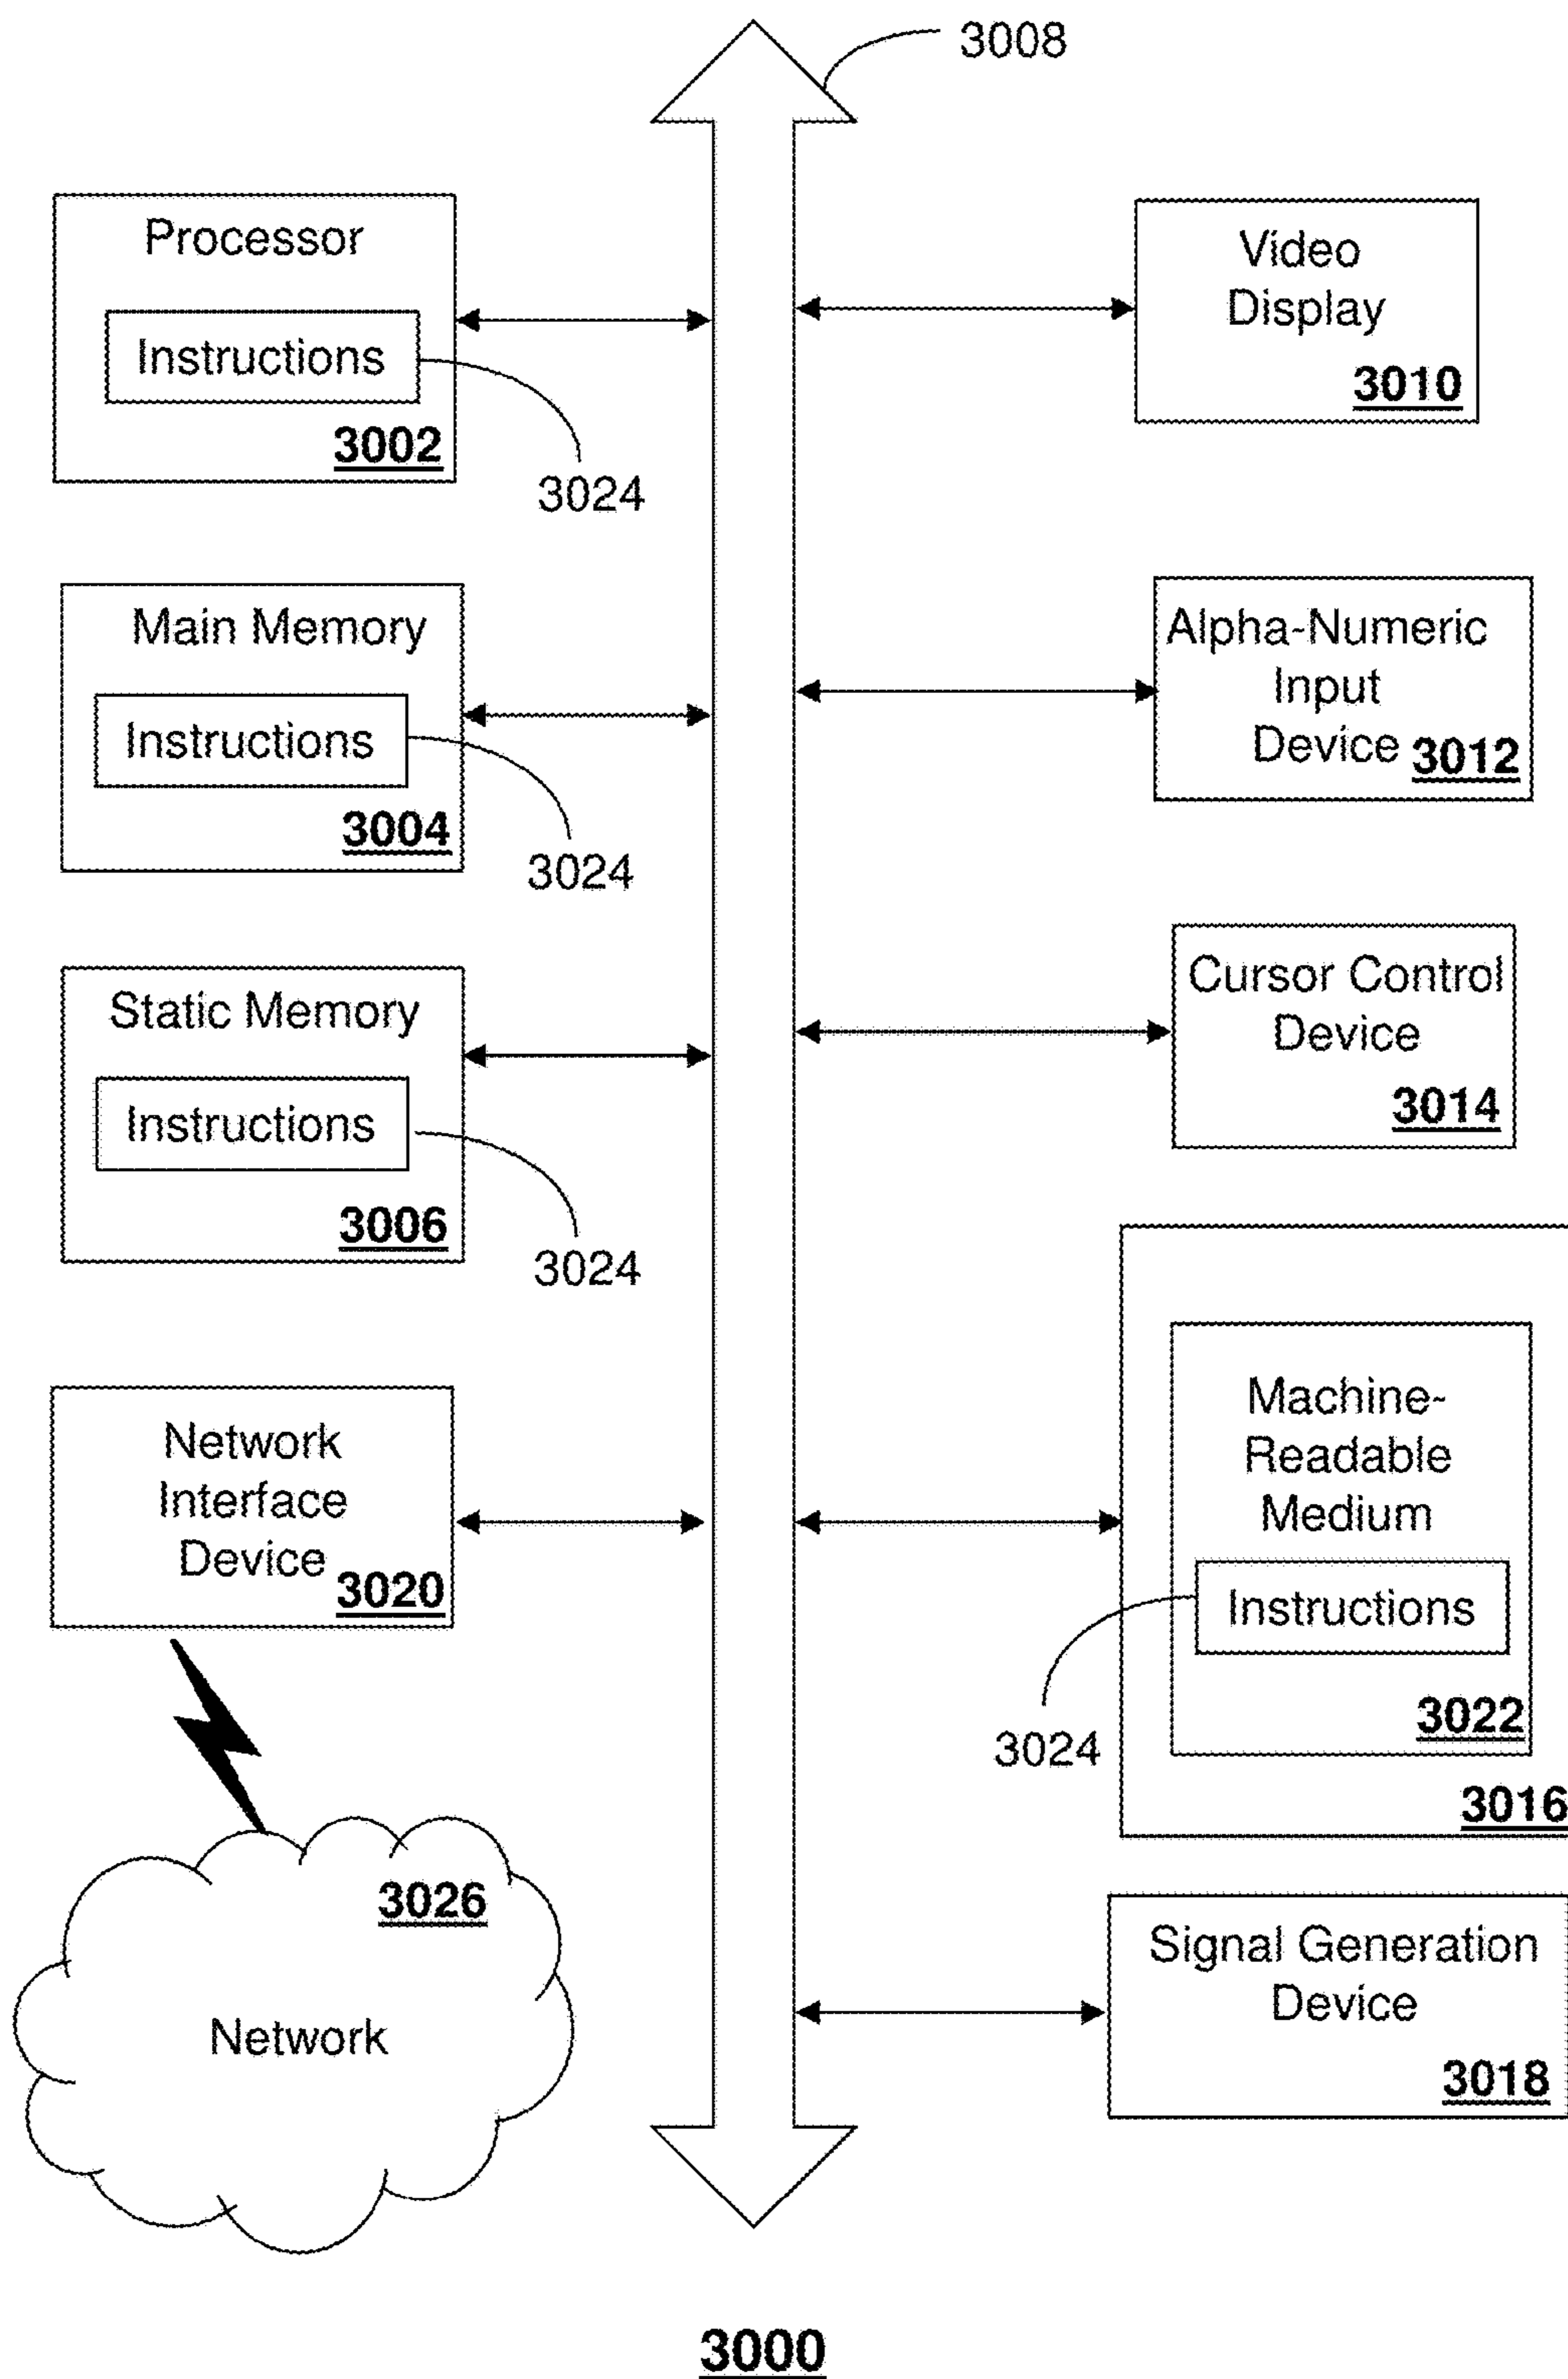 3008
Processor
Instructions
3002
3024
Main Memory
Instructions
3004
3024
Static Memory
Instructions
3006
3024
Network
Interface
Device
3020
3026
Network
Video
Display
3010
Alpha-Numeric
Input
Device
3012
Cursor Control
Device
3014
Machine-
Readable
Medium
Instructions
3022
3024
3016
Signal Generation
Device
3018
3000